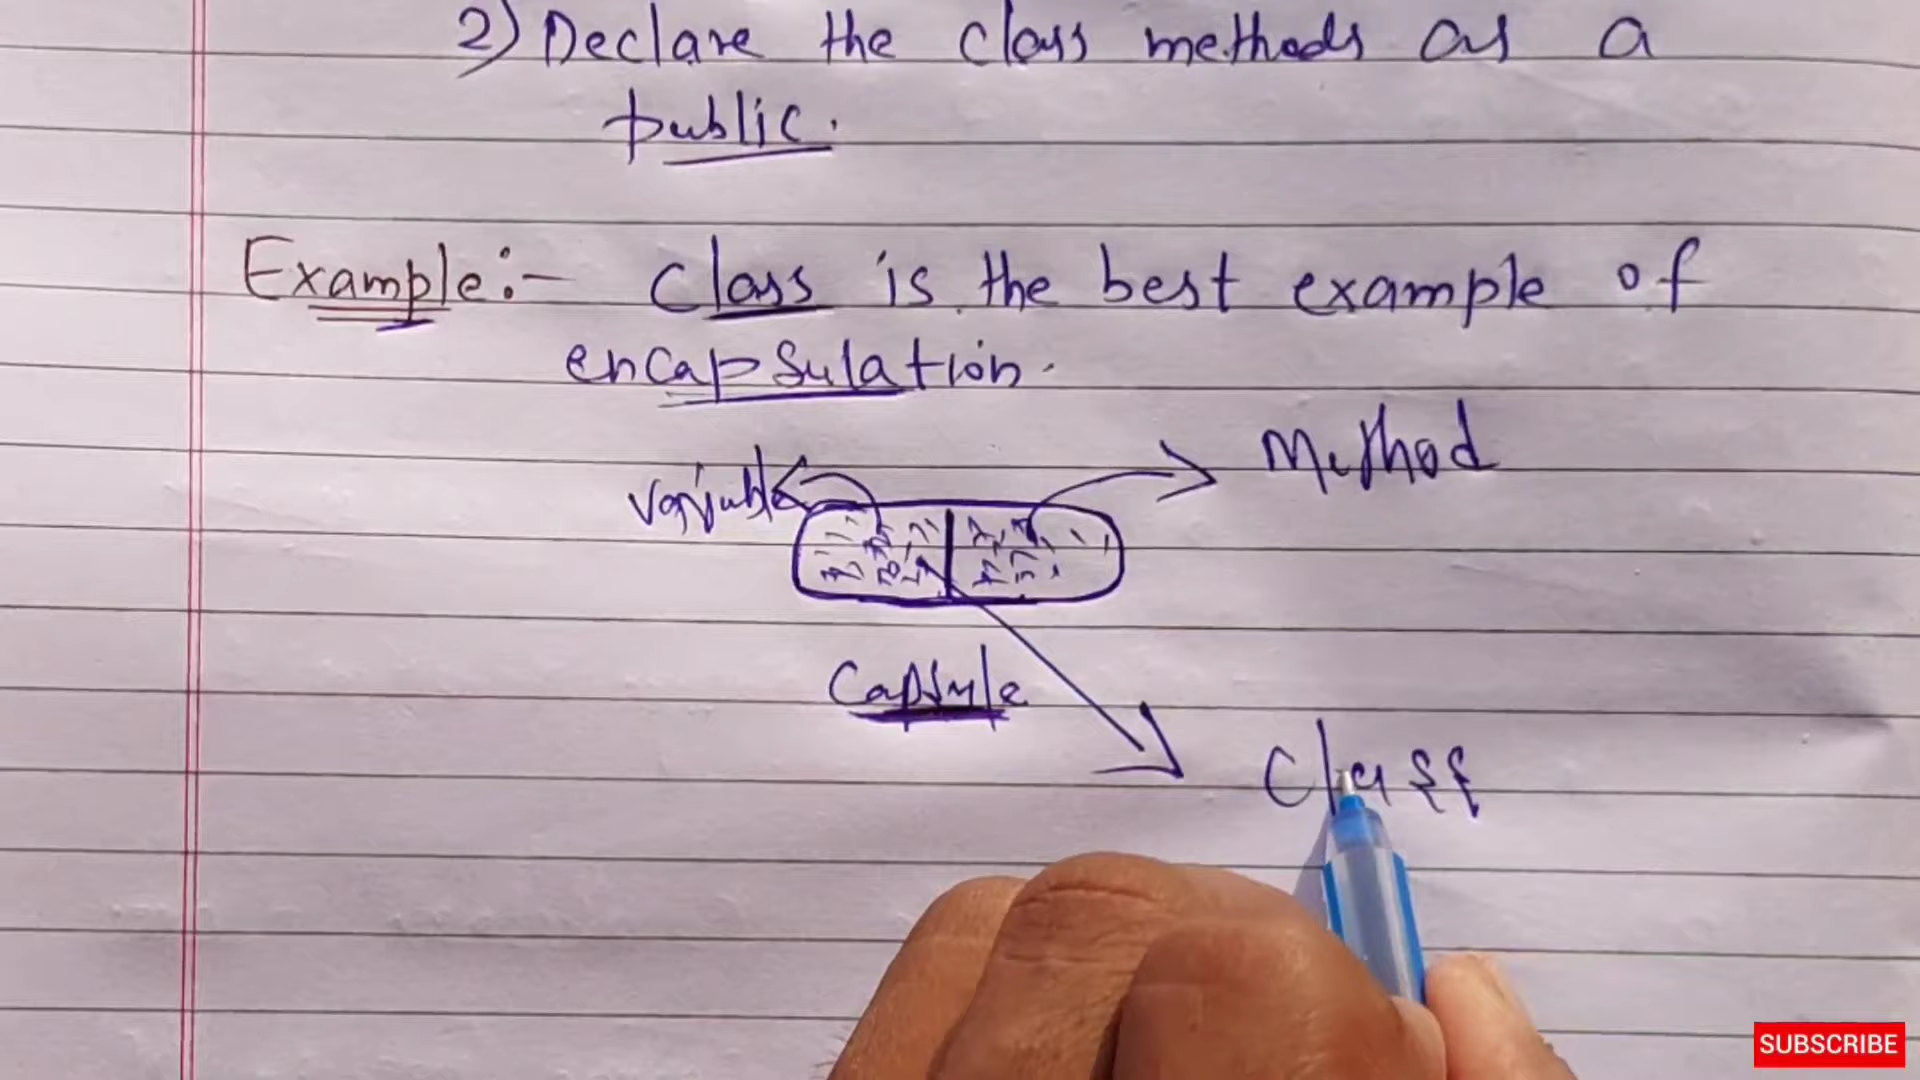 2) Declare the class methods as a
public.
Example:- Class is the best example of
encapsulation.
Method
Variable
Capsule
Class
SUBSCRIBE